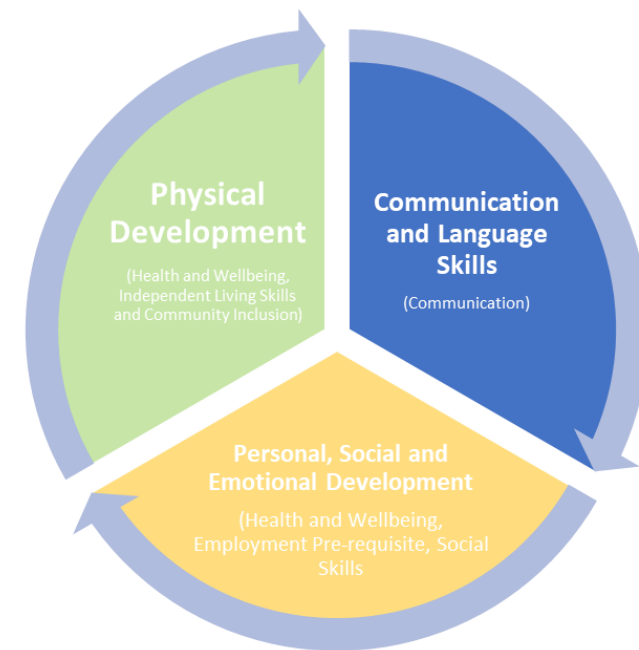 Physical
Development
(Health and Wellbeing,
Independent Living Skills
and Community Inclusion)
Communication
and Language
Skills
(Communication)
Personal, Social and
Emotional Development
(Health and Wellbeing,
Employment Pre-requisite, Social
Skills